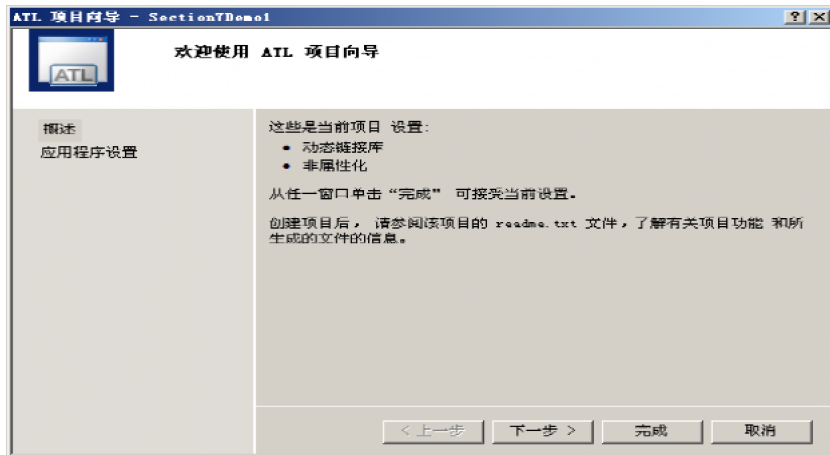 ATL 项目向导 - Section7Demo1
欢迎使用 ATL 项目向导
ATL
概述
应用程序设置
这些是当前项目 设置:
• 动态链接库
• 非属性化
从任一窗口单击“完成” 可接受当前设置。
创建项目后, 请参阅该项目的 readme.txt 文件,了解有关项目功能 和所
生成的文件的信息。
< 上一步
下一步 >
完成
取消